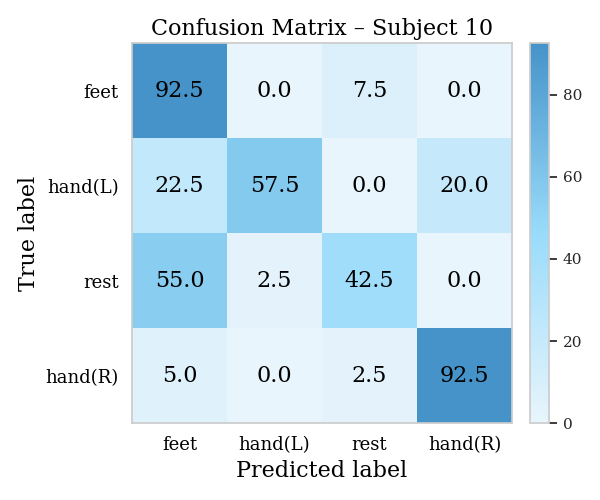 Confusion Matrix – Subject 10
True label
feet 92.5 0.0 7.5 0.0
hand(L) 22.5 57.5 0.0 20.0
rest 55.0 2.5 42.5 0.0
hand(R) 5.0 0.0 2.5 92.5
feet hand(L) rest hand(R)
Predicted label
80
60
40
20
0